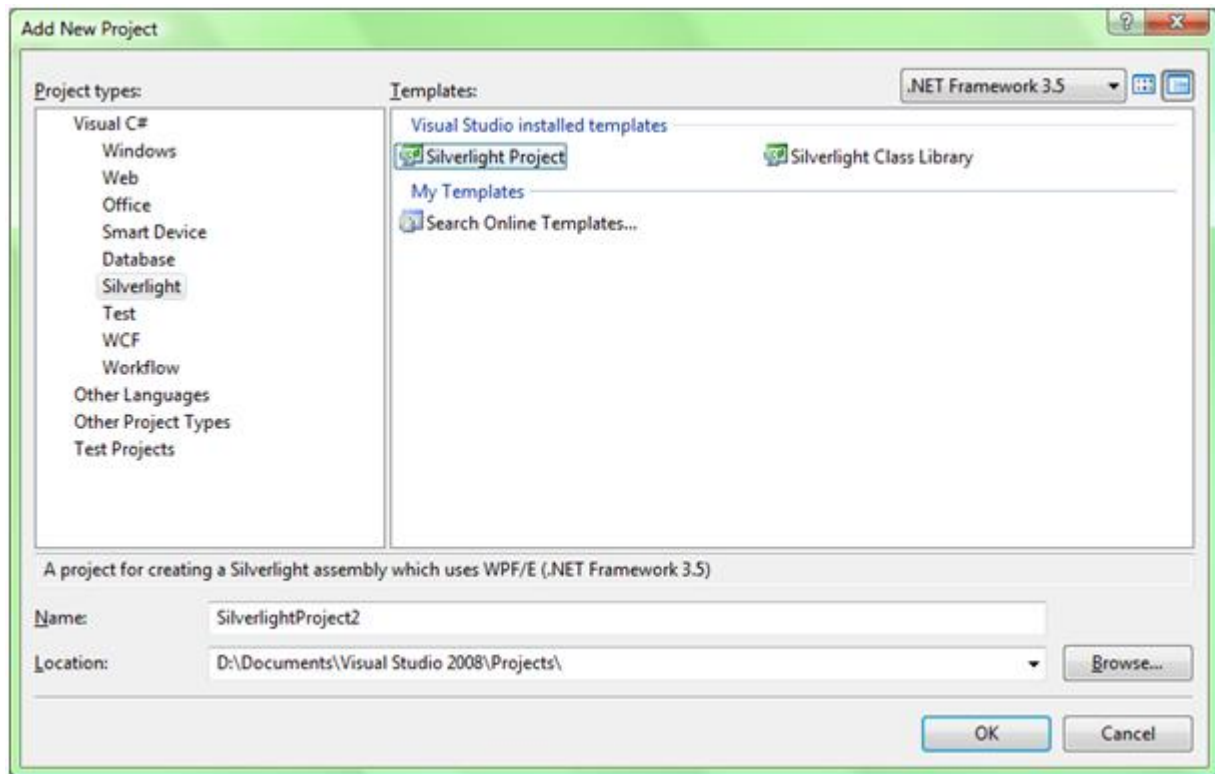 Add New Project
Project types:
Templates:
.NET Framework 3.5
Visual C#
Windows
Web
Office
Smart Device
Database
Silverlight
Test
WCF
Workflow
Other Languages
Other Project Types
Test Projects
Visual Studio installed templates
Silverlight Project
Silverlight Class Library
My Templates
Search Online Templates...
A project for creating a Silverlight assembly which uses WPF/E (.NET Framework 3.5)
Name:
SilverlightProject2
Location:
D:\Documents\Visual Studio 2008\Projects\
Browse...
OK
Cancel